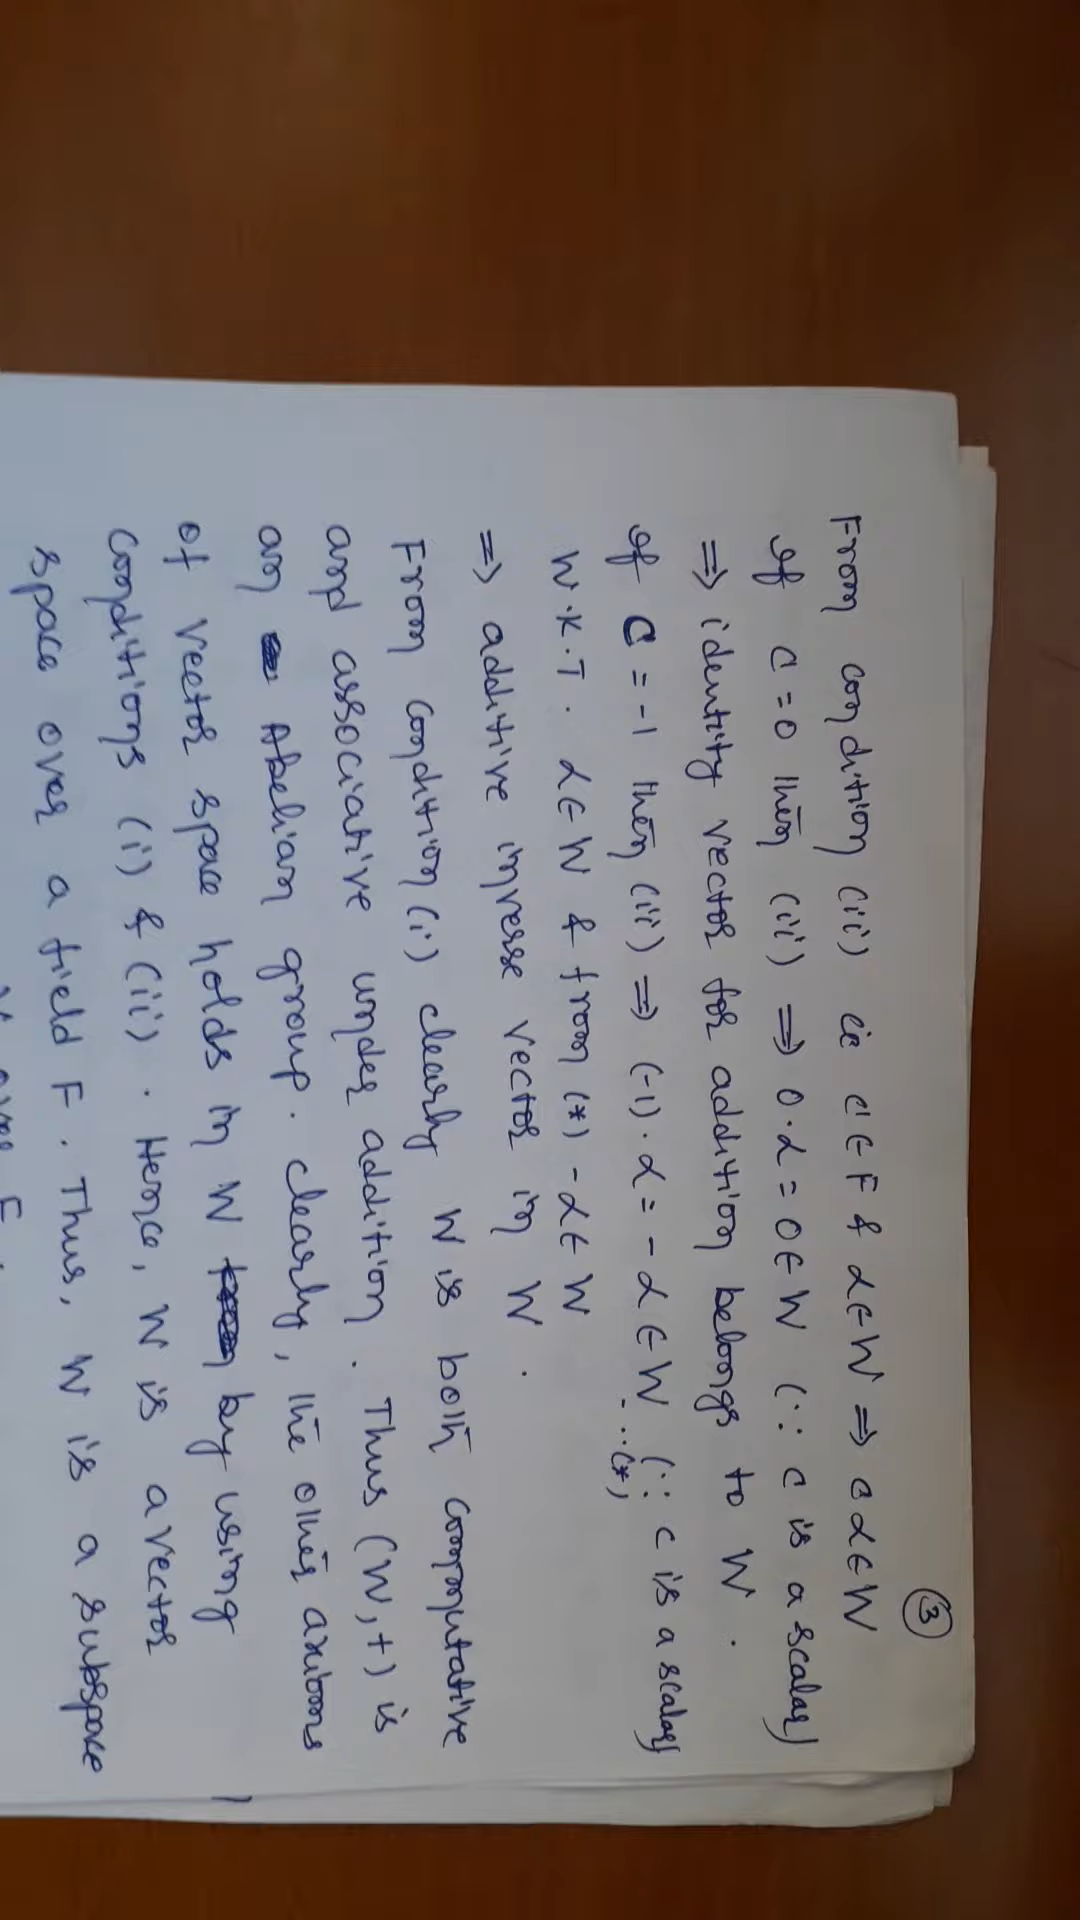 ③
From condition (ii) ie c ∈ F & α ∈ W ⇒ cα ∈ W
If c = 0 then (ii) ⇒ 0·α = 0 ∈ W (∵ c is a scalar)
⇒ identity vector for addition belongs to W.
If C = -1 then (ii) ⇒ (-1)·α = -α ∈ W (∵ c is a scalar)
...(*)
W.K.T. α ∈ W & from (*) -α ∈ W
⇒ additive inverse vector in W.
From condition (i) clearly W is both commutative
and associative under addition. Thus (W,+) is
an Abelian group. clearly, the other axioms
of vector space holds in W by using
conditions (i) & (ii). Hence, W is a vector
space over a field F. Thus, W is a subspace